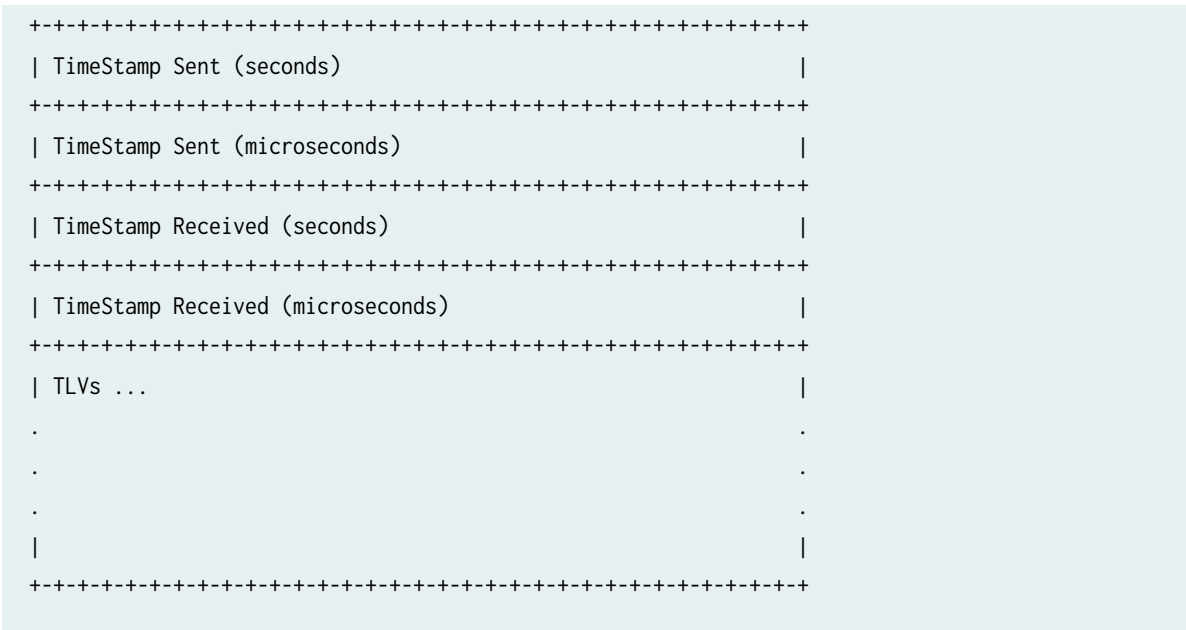 +-+-+-+-+-+-+-+-+-+-+-+-+-+-+-+-+-+-+-+-+-+-+-+-+-+-+-+-+-+-+-+-+
| TimeStamp Sent (seconds)                                      |
+-+-+-+-+-+-+-+-+-+-+-+-+-+-+-+-+-+-+-+-+-+-+-+-+-+-+-+-+-+-+-+-+
| TimeStamp Sent (microseconds)                                 |
+-+-+-+-+-+-+-+-+-+-+-+-+-+-+-+-+-+-+-+-+-+-+-+-+-+-+-+-+-+-+-+-+
| TimeStamp Received (seconds)                                  |
+-+-+-+-+-+-+-+-+-+-+-+-+-+-+-+-+-+-+-+-+-+-+-+-+-+-+-+-+-+-+-+-+
| TimeStamp Received (microseconds)                             |
+-+-+-+-+-+-+-+-+-+-+-+-+-+-+-+-+-+-+-+-+-+-+-+-+-+-+-+-+-+-+-+-+
| TLVs ...                                                      |
.                                                               .
.                                                               .
.                                                               .
|                                                               |
+-+-+-+-+-+-+-+-+-+-+-+-+-+-+-+-+-+-+-+-+-+-+-+-+-+-+-+-+-+-+-+-+